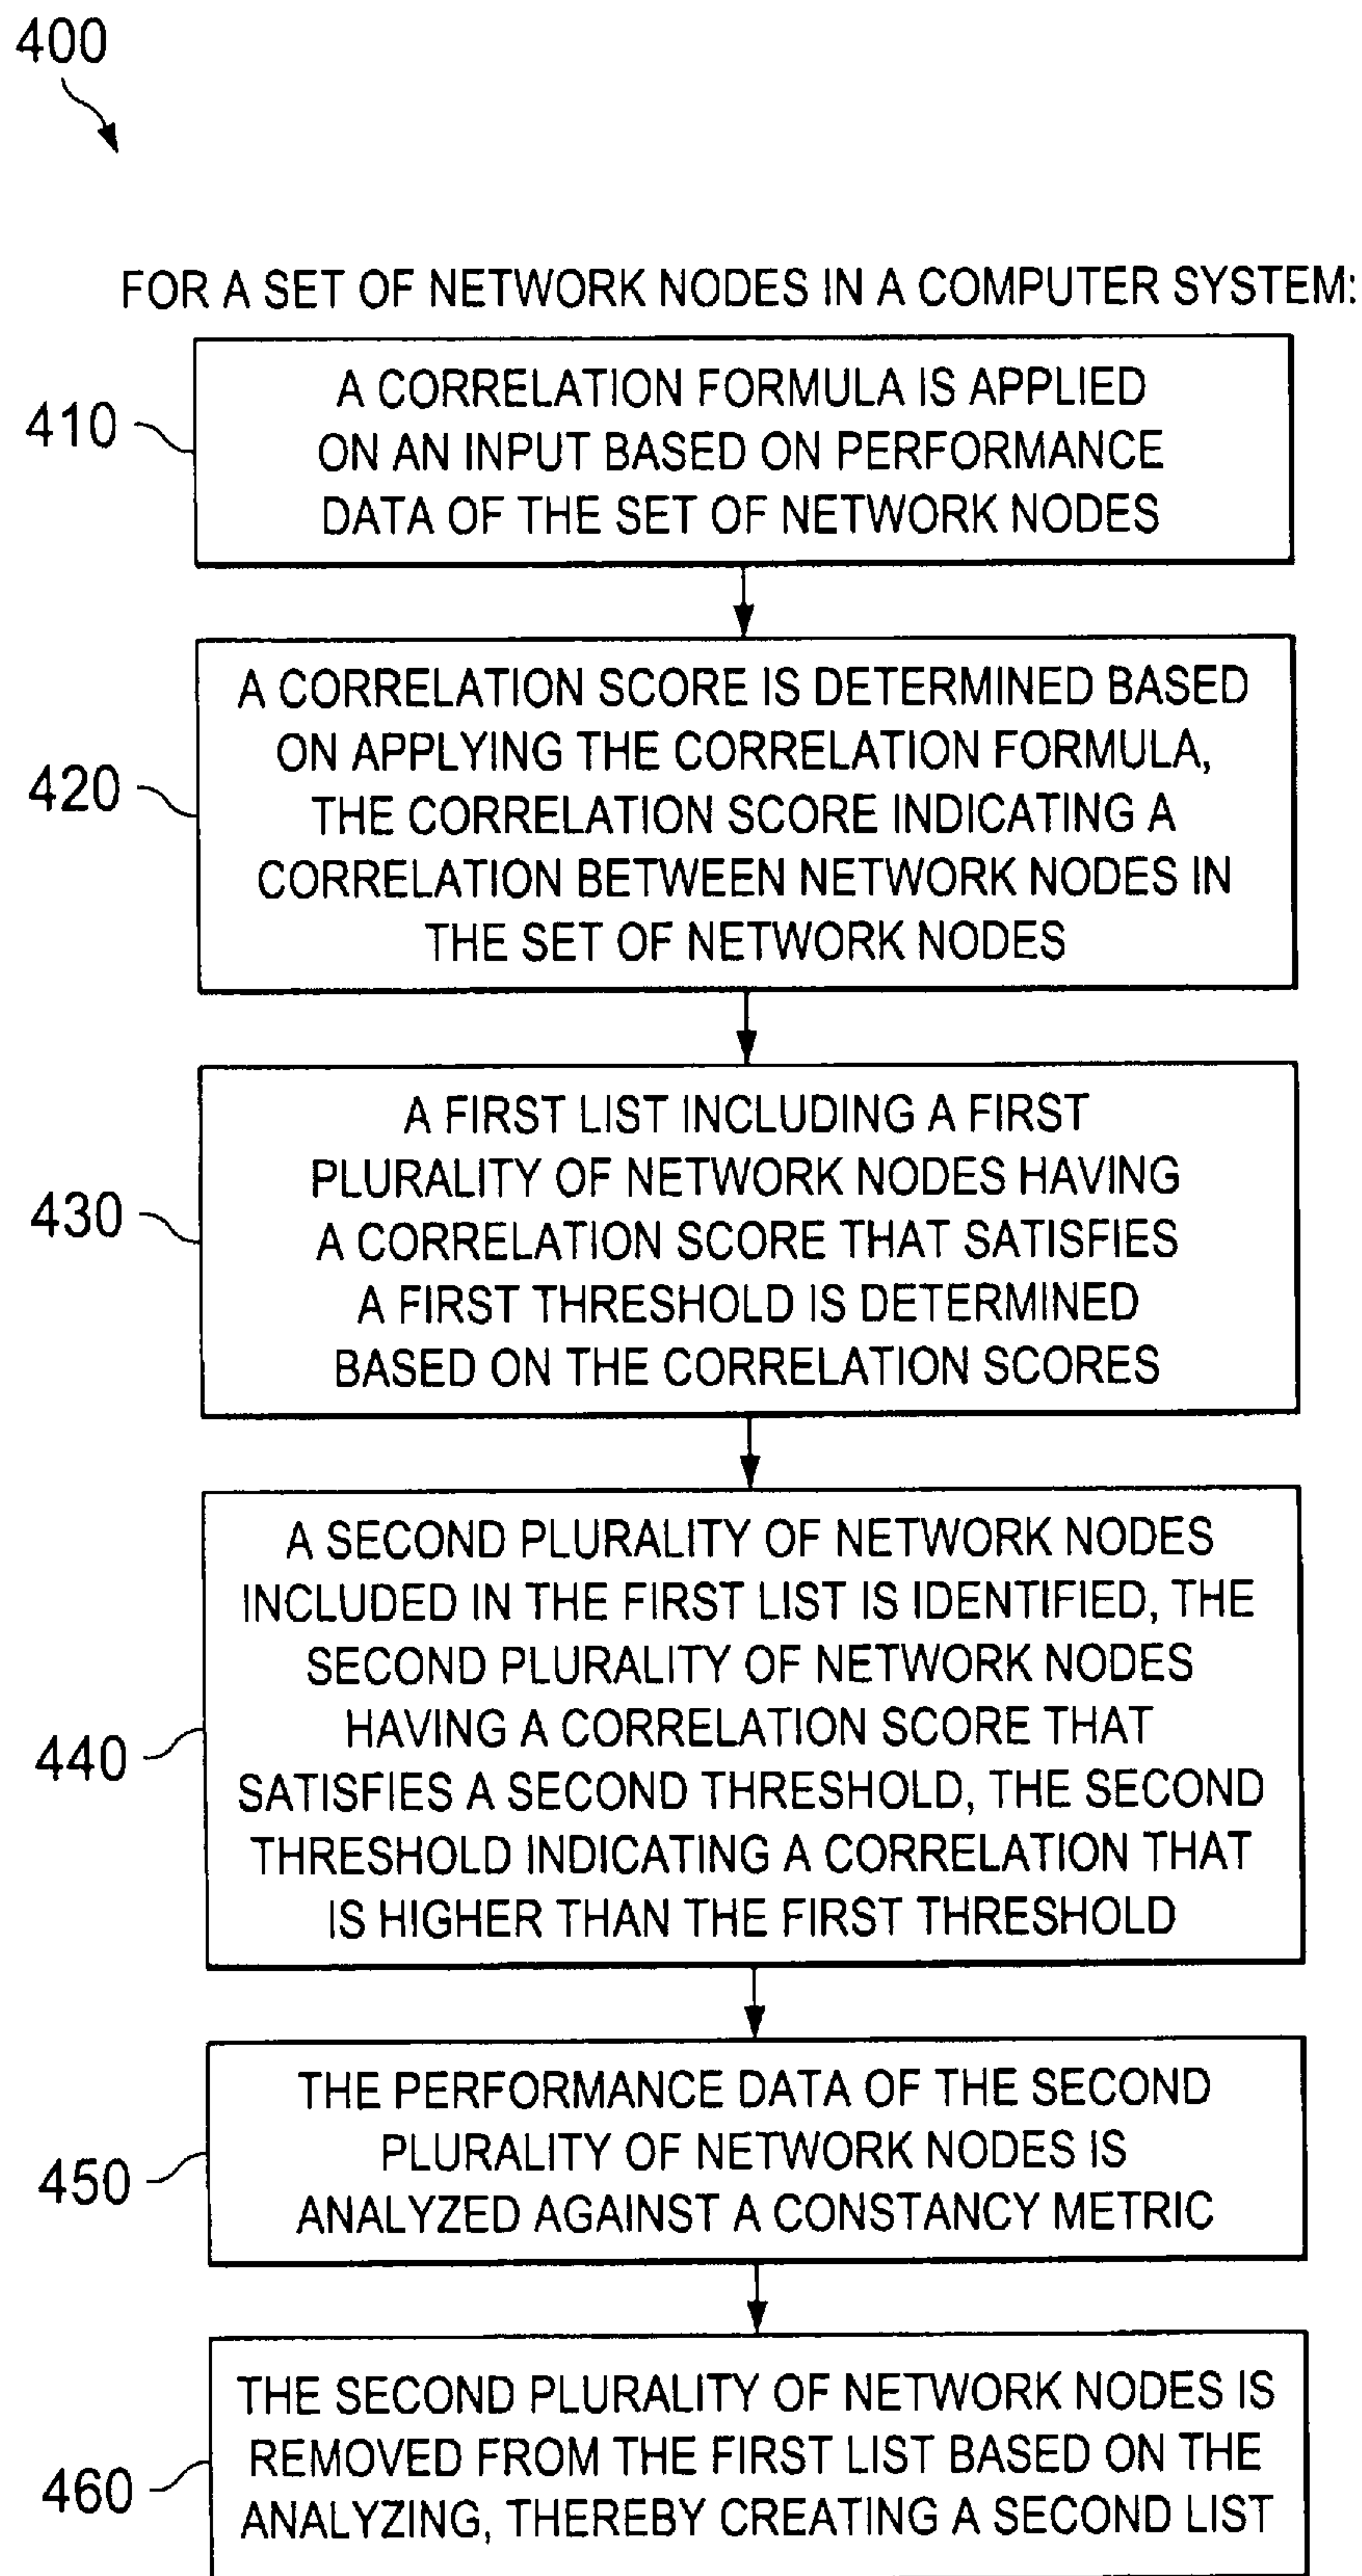 400
FOR A SET OF NETWORK NODES IN A COMPUTER SYSTEM:
410
A CORRELATION FORMULA IS APPLIED
ON AN INPUT BASED ON PERFORMANCE
DATA OF THE SET OF NETWORK NODES
420
A CORRELATION SCORE IS DETERMINED BASED
ON APPLYING THE CORRELATION FORMULA,
THE CORRELATION SCORE INDICATING A
CORRELATION BETWEEN NETWORK NODES IN
THE SET OF NETWORK NODES
430
A FIRST LIST INCLUDING A FIRST
PLURALITY OF NETWORK NODES HAVING
A CORRELATION SCORE THAT SATISFIES
A FIRST THRESHOLD IS DETERMINED
BASED ON THE CORRELATION SCORES
440
A SECOND PLURALITY OF NETWORK NODES
INCLUDED IN THE FIRST LIST IS IDENTIFIED, THE
SECOND PLURALITY OF NETWORK NODES
HAVING A CORRELATION SCORE THAT
SATISFIES A SECOND THRESHOLD, THE SECOND
THRESHOLD INDICATING A CORRELATION THAT
IS HIGHER THAN THE FIRST THRESHOLD
450
THE PERFORMANCE DATA OF THE SECOND
PLURALITY OF NETWORK NODES IS
ANALYZED AGAINST A CONSTANCY METRIC
460
THE SECOND PLURALITY OF NETWORK NODES IS
REMOVED FROM THE FIRST LIST BASED ON THE
ANALYZING, THEREBY CREATING A SECOND LIST